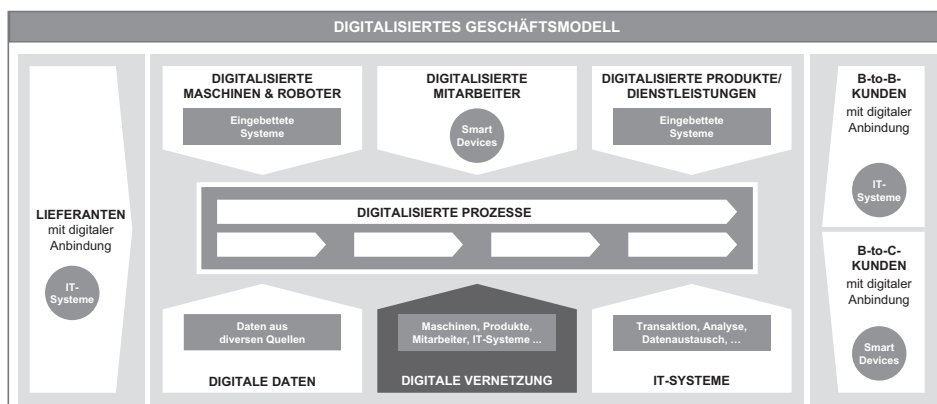 DIGITALISIERTES GESCHÄFTSMODELL
LIEFERANTEN
mit digitaler
Anbindung
IT-
Systeme
DIGITALISIERTE
MASCHINEN & ROBOTER
Eingebettete
Systeme
DIGITALISIERTE
MITARBEITER
Smart
Devices
DIGITALISIERTE PRODUKTE/
DIENSTLEISTUNGEN
Eingebettete
Systeme
DIGITALISIERTE PROZESSE
Daten aus
diversen Quellen
DIGITALE DATEN
Maschinen, Produkte,
Mitarbeiter, IT-Systeme ...
DIGITALE VERNETZUNG
Transaktion, Analyse,
Datenaustausch, ...
IT-SYSTEME
B-to-B-
KUNDEN
mit digitaler
Anbindung
IT-
Systeme
B-to-C-
KUNDEN
mit digitaler
Anbindung
Smart
Devices